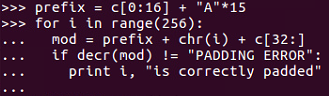 >>> prefix = c[0:16] + "A"*15
>>> for i in range(256):
...   mod = prefix + chr(i) + c[32:]
...   if decr(mod) != "PADDING ERROR":
...     print i, "is correctly padded"
...